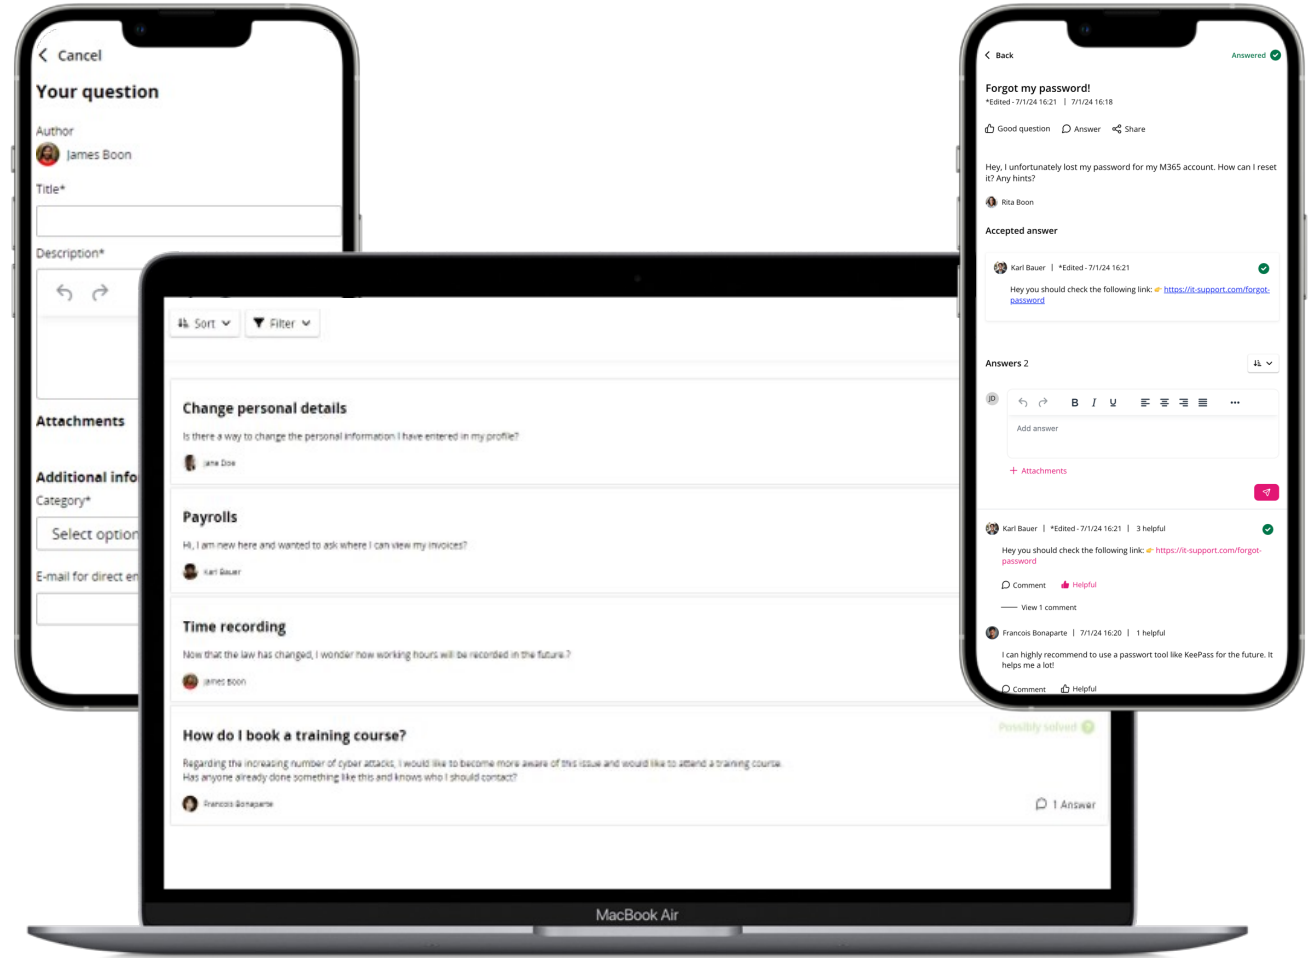 Cancel
Your question
Author
James Boon
Title*
Description*
Attachments
Additional info
Category*
Select option
E-mail for direct en
Sort
Filter
Change personal details
Is there a way to change the personal information I have entered in my profile?
Jane Doe
Payrolls
Hi, I am new here and wanted to ask where I can view my invoices?
Karl Bauer
Time recording
Now that the law has changed, I wonder how working hours will be recorded in the future.?
James Boon
Possibly solved
How do I book a training course?
Regarding the increasing number of cyber attacks, I would like to become more aware of this issue and would like to attend a training course.
Has anyone already done something like this and knows who I should contact?
Francois Bonaparte
1 Answer
MacBook Air
Back
Answered
Forgot my password!
*Edited - 7/1/24 16:21 | 7/1/24 16:18
Good question Answer Share
Hey, I unfortunately lost my password for my M365 account. How can I reset
it? Any hints?
Rita Boon
Accepted answer
Karl Bauer | *Edited - 7/1/24 16:21
Hey you should check the following link: 👉 https://it-support.com/forgot-
password
Answers 2
JD
B I U
Add answer
+ Attachments
Karl Bauer | *Edited - 7/1/24 16:21 | 3 helpful
Hey you should check the following link: 👉 https://it-support.com/forgot-
password
Comment Helpful
View 1 comment
Francois Bonaparte | 7/1/24 16:20 | 1 helpful
I can highly recommend to use a passwort tool like KeePass for the future. It
helps me a lot!
Comment Helpful